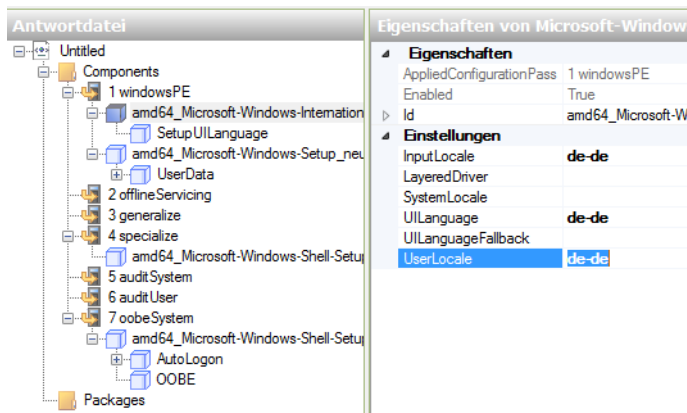 Antwortdatei
Untitled
Components
1 windowsPE
amd64_Microsoft-Windows-Internation
SetupUILanguage
amd64_Microsoft-Windows-Setup_neu
UserData
2 offlineServicing
3 generalize
4 specialize
amd64_Microsoft-Windows-Shell-Setup
5 auditSystem
6 auditUser
7 oobeSystem
amd64_Microsoft-Windows-Shell-Setup
AutoLogon
OOBE
Packages
Eigenschaften von Microsoft-Window
Eigenschaften
AppliedConfigurationPass 1 windowsPE
Enabled True
Id amd64_Microsoft-W
Einstellungen
InputLocale de-de
LayeredDriver
SystemLocale
UILanguage de-de
UILanguageFallback
UserLocale de-de